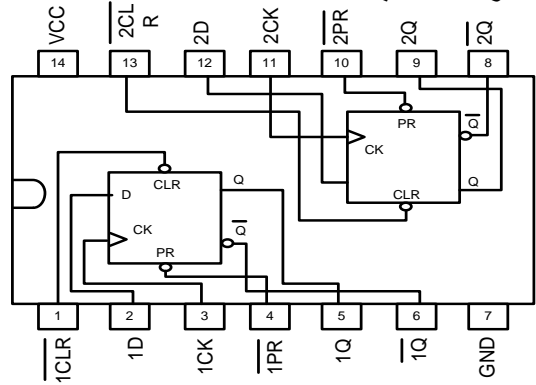 VCC
2CL
R
2D
2CK
2PR
2Q
2Q
14
13
12
11
10
9
8
PR
Q
CK
CLR
Q
CLR
Q
D
CK
Q
PR
1
2
3
4
5
6
7
1CLR
1D
1CK
1PR
1Q
1Q
GND